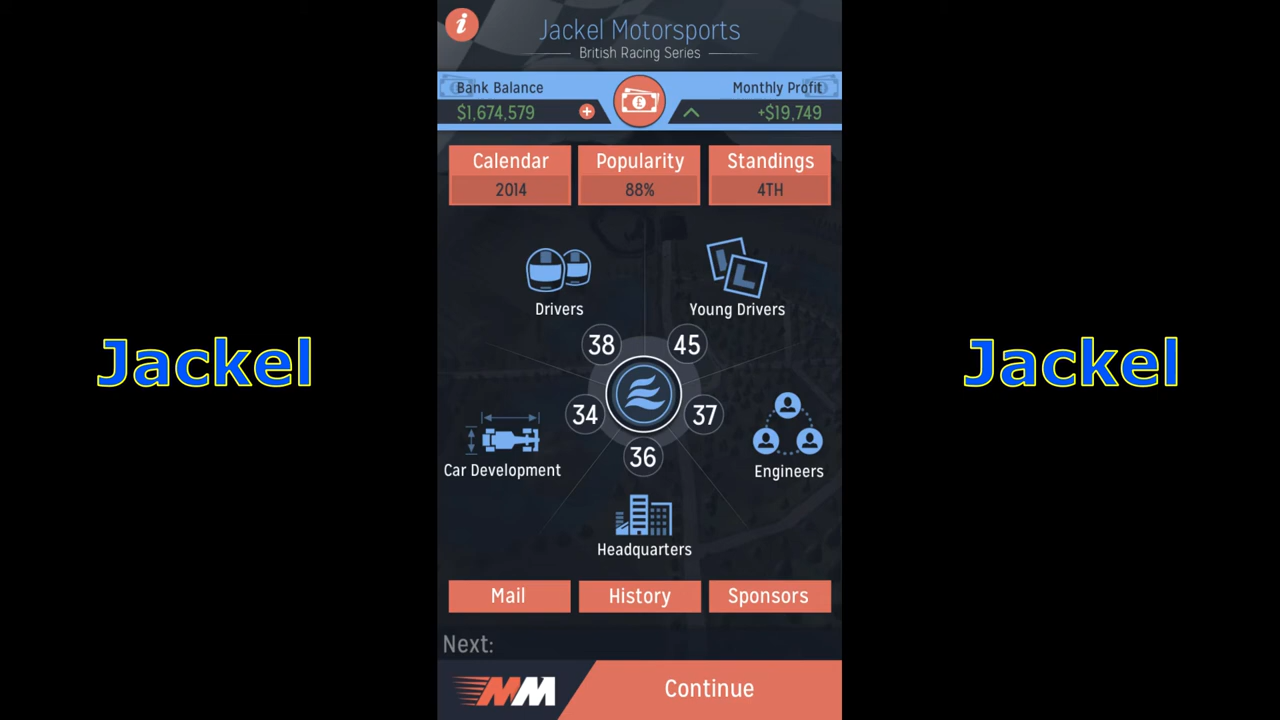 i
Jackel Motorsports
British Racing Series
Bank Balance
Monthly Profit
$1,674,579
+
£
+$19,749
Calendar
Popularity
Standings
2014
88%
4TH
L
Drivers
Young Drivers
38
45
Jackel
Jackel
34
37
36
Car Development
Engineers
Headquarters
Mail
History
Sponsors
Next:
MM
Continue